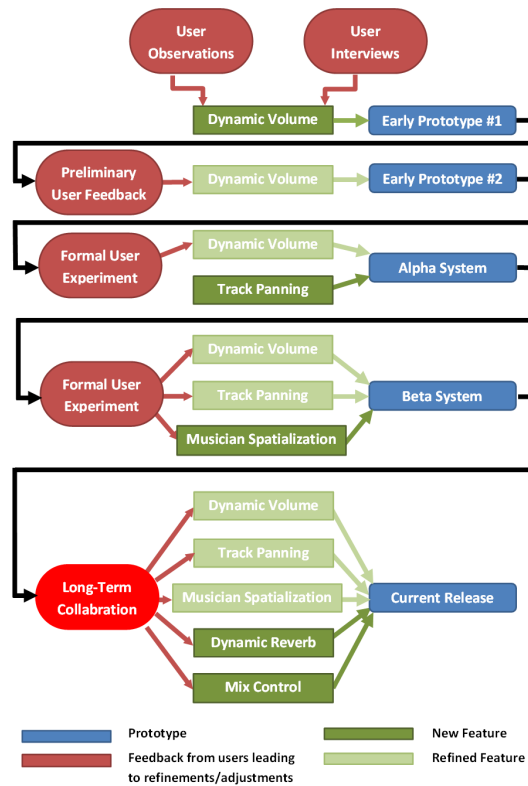 User
Observations
User
Interviews
Dynamic Volume
Early Prototype #1
Preliminary
User Feedback
Dynamic Volume
Early Prototype #2
Formal User
Experiment
Dynamic Volume
Track Panning
Alpha System
Formal User
Experiment
Dynamic Volume
Track Panning
Musician Spatialization
Beta System
Long-Term
Collabration
Dynamic Volume
Track Panning
Musician Spatialization
Dynamic Reverb
Mix Control
Current Release
Prototype
New Feature
Feedback from users leading
to refinements/adjustments
Refined Feature